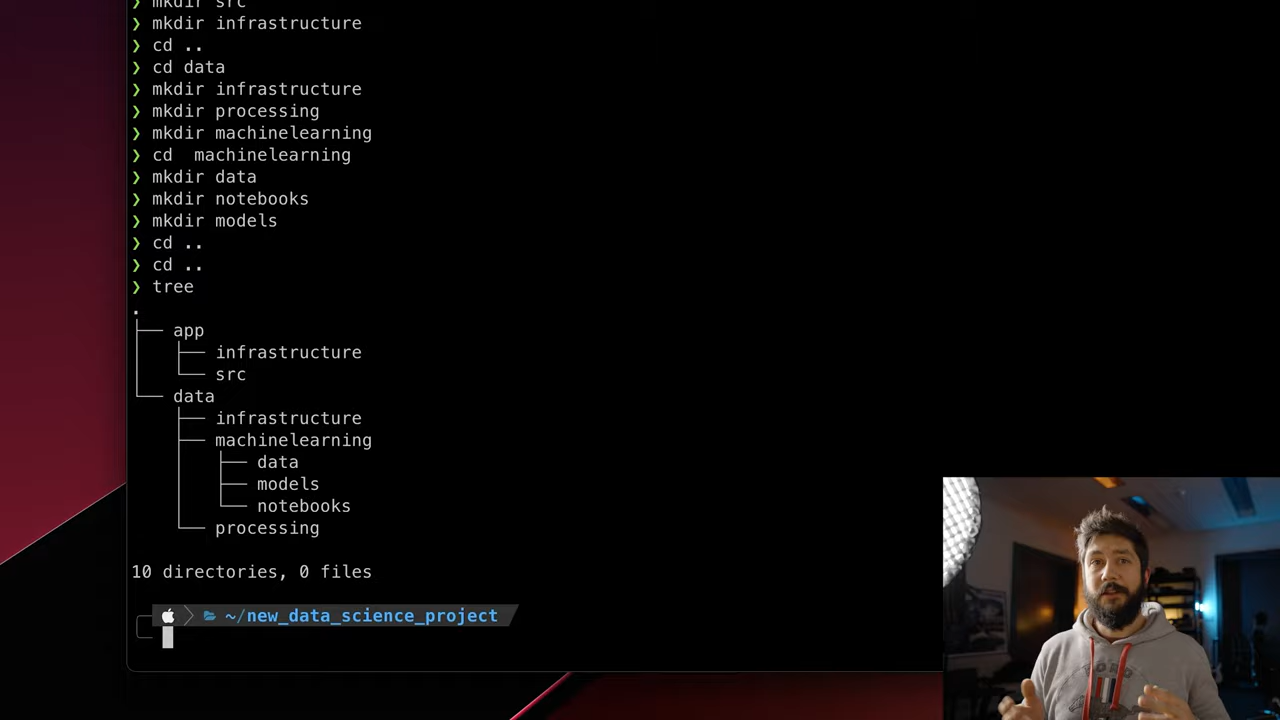 ❯ mkdir src
❯ mkdir infrastructure
❯ cd ..
❯ cd data
❯ mkdir infrastructure
❯ mkdir processing
❯ mkdir machinelearning
❯ cd  machinelearning
❯ mkdir data
❯ mkdir notebooks
❯ mkdir models
❯ cd ..
❯ cd ..
❯ tree
.
├── app
│   ├── infrastructure
│   └── src
└── data
    ├── infrastructure
    ├── machinelearning
    │   ├── data
    │   ├── models
    │   └── notebooks
    └── processing
10 directories, 0 files
~/new_data_science_project